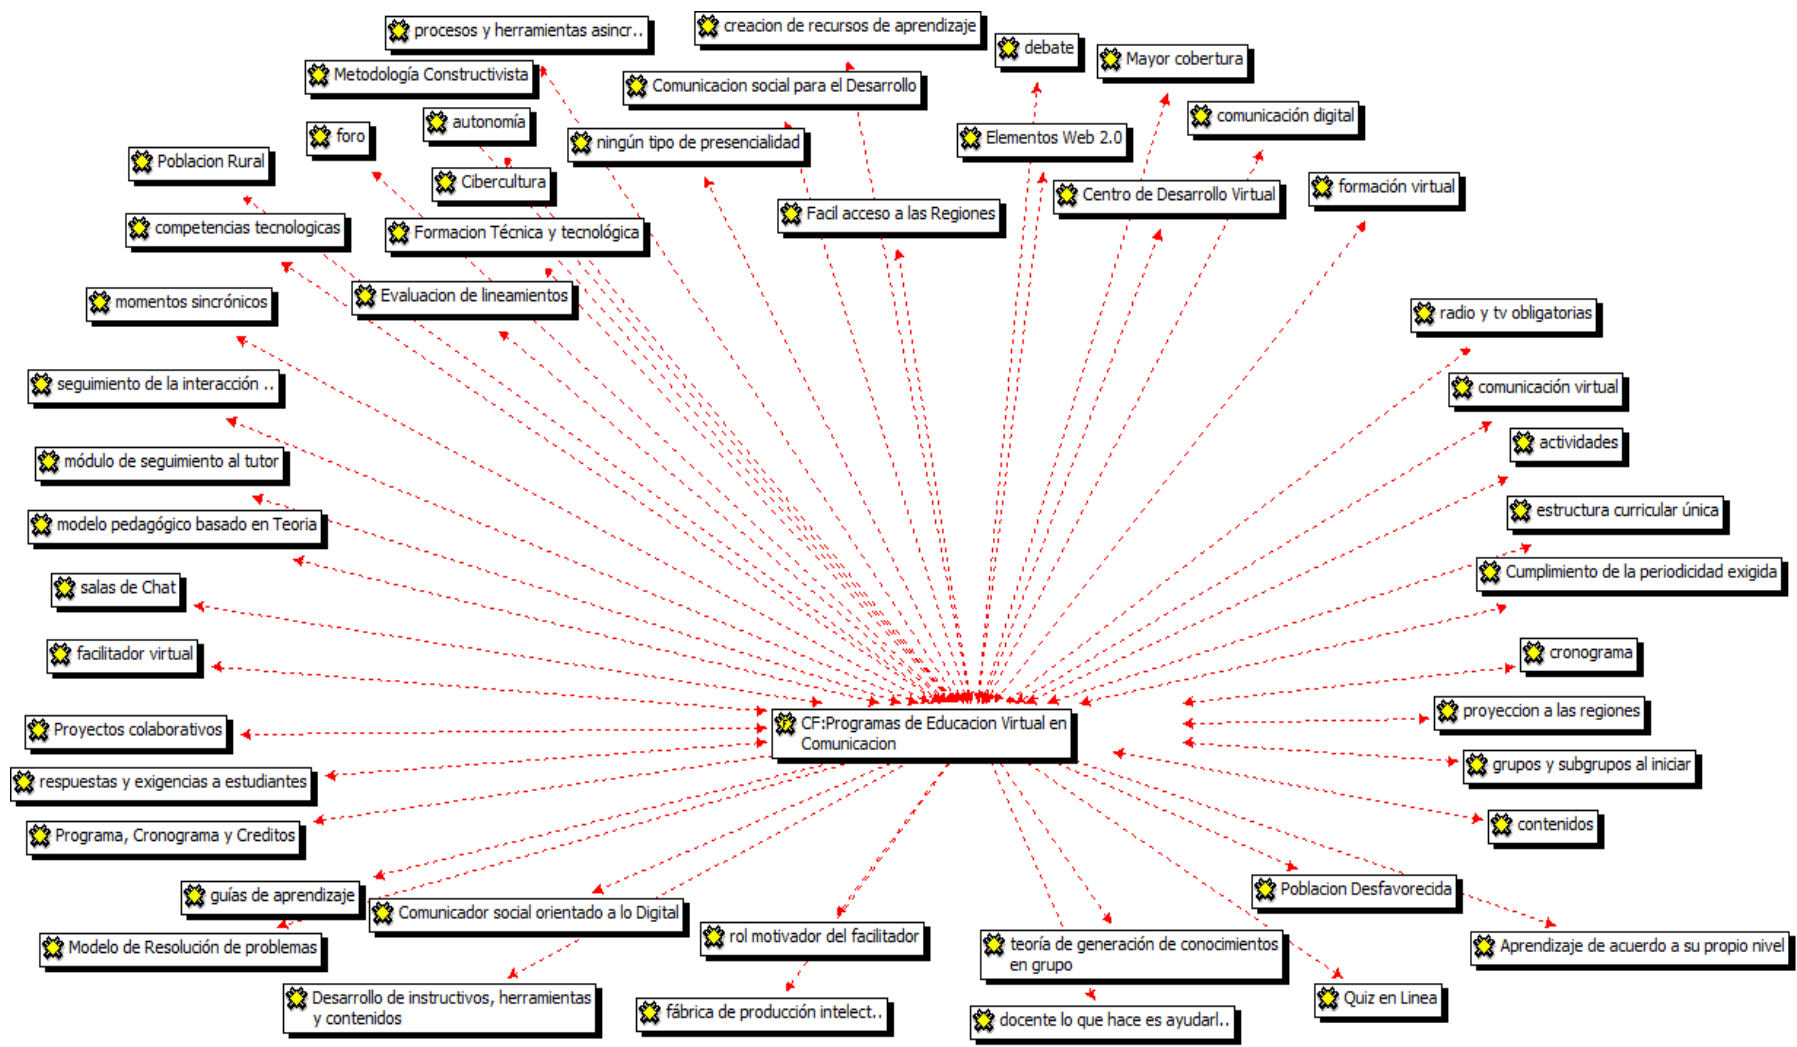 procesos y herramientas asincr..
creacion de recursos de aprendizaje
debate
Mayor cobertura
Metodología Constructivista
Comunicacion social para el Desarrollo
comunicación digital
autonomía
foro
ningún tipo de presencialidad
Elementos Web 2.0
Poblacion Rural
Cibercultura
Centro de Desarrollo Virtual
formación virtual
Facil acceso a las Regiones
competencias tecnologicas
Formacion Técnica y tecnológica
momentos sincrónicos
Evaluacion de lineamientos
radio y tv obligatorias
seguimiento de la interacción ..
comunicación virtual
actividades
módulo de seguimiento al tutor
modelo pedagógico basado en Teoria
estructura curricular única
Cumplimiento de la periodicidad exigida
salas de Chat
facilitador virtual
cronograma
Proyectos colaborativos
CF:Programas de Educacion Virtual en
Comunicacion
proyeccion a las regiones
grupos y subgrupos al iniciar
respuestas y exigencias a estudiantes
Programa, Cronograma y Creditos
contenidos
guías de aprendizaje
Comunicador social orientado a lo Digital
Poblacion Desfavorecida
Modelo de Resolución de problemas
rol motivador del facilitador
teoría de generación de conocimientos
en grupo
Aprendizaje de acuerdo a su propio nivel
Desarrollo de instructivos, herramientas
y contenidos
fábrica de producción intelect..
docente lo que hace es ayudarl..
Quiz en Linea